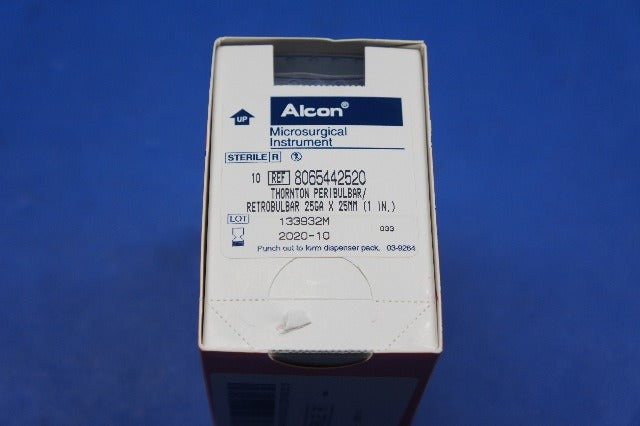 UP
Alcon®
Microsurgical
Instrument
STERILE R
10 REF 8065442520
THORNTON PERIBULBAR/
RETROBULBAR 25GA X 25MM (1 IN.)
LOT 133932M
2020-10 033
Punch out to form dispenser pack. 03-9264